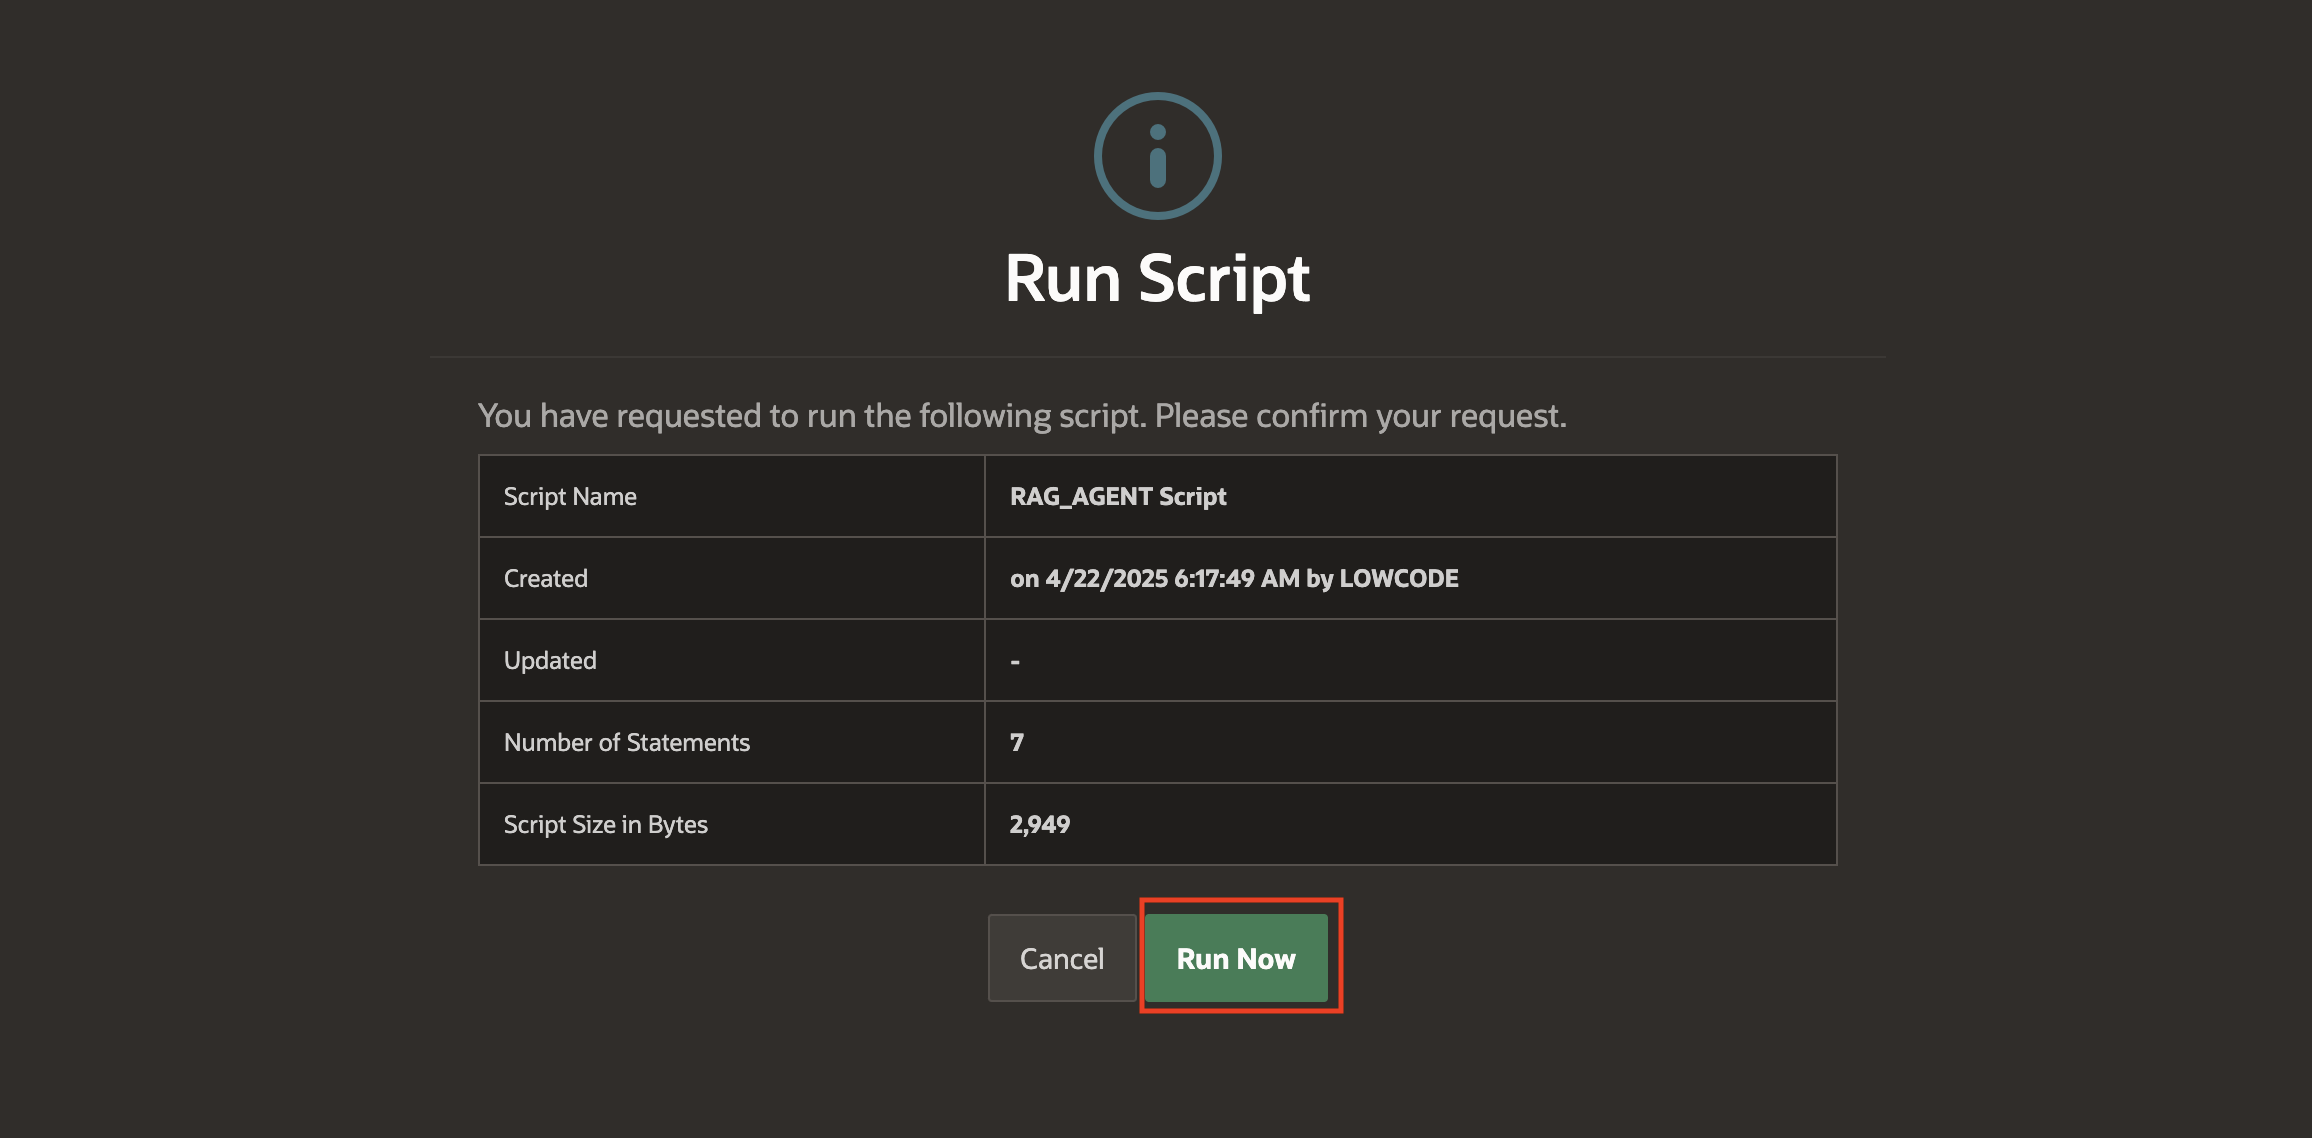 Run Script
You have requested to run the following script. Please confirm your request.
Script Name RAG_AGENT Script
Created on 4/22/2025 6:17:49 AM by LOWCODE
Updated -
Number of Statements 7
Script Size in Bytes 2,949
Cancel Run Now